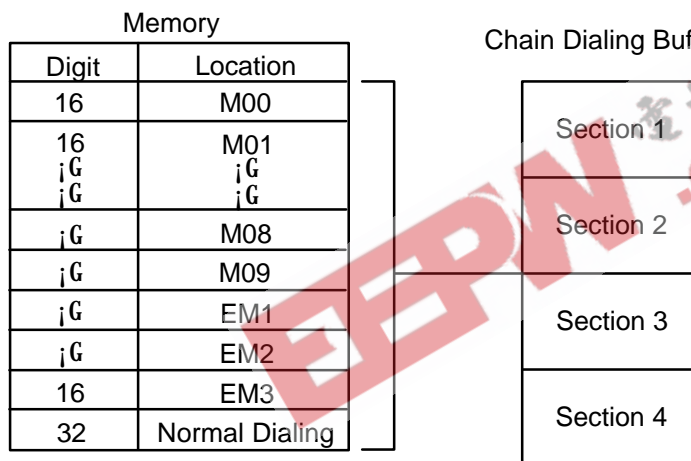 Memory
Chain Dialing Buf
Digit Location
16 M00
16 M01
¡G ¡G
¡G ¡G
¡G M08
¡G M09
¡G EM1
¡G EM2
16 EM3
32 Normal Dialing
Section 1
Section 2
Section 3
Section 4
EEPW